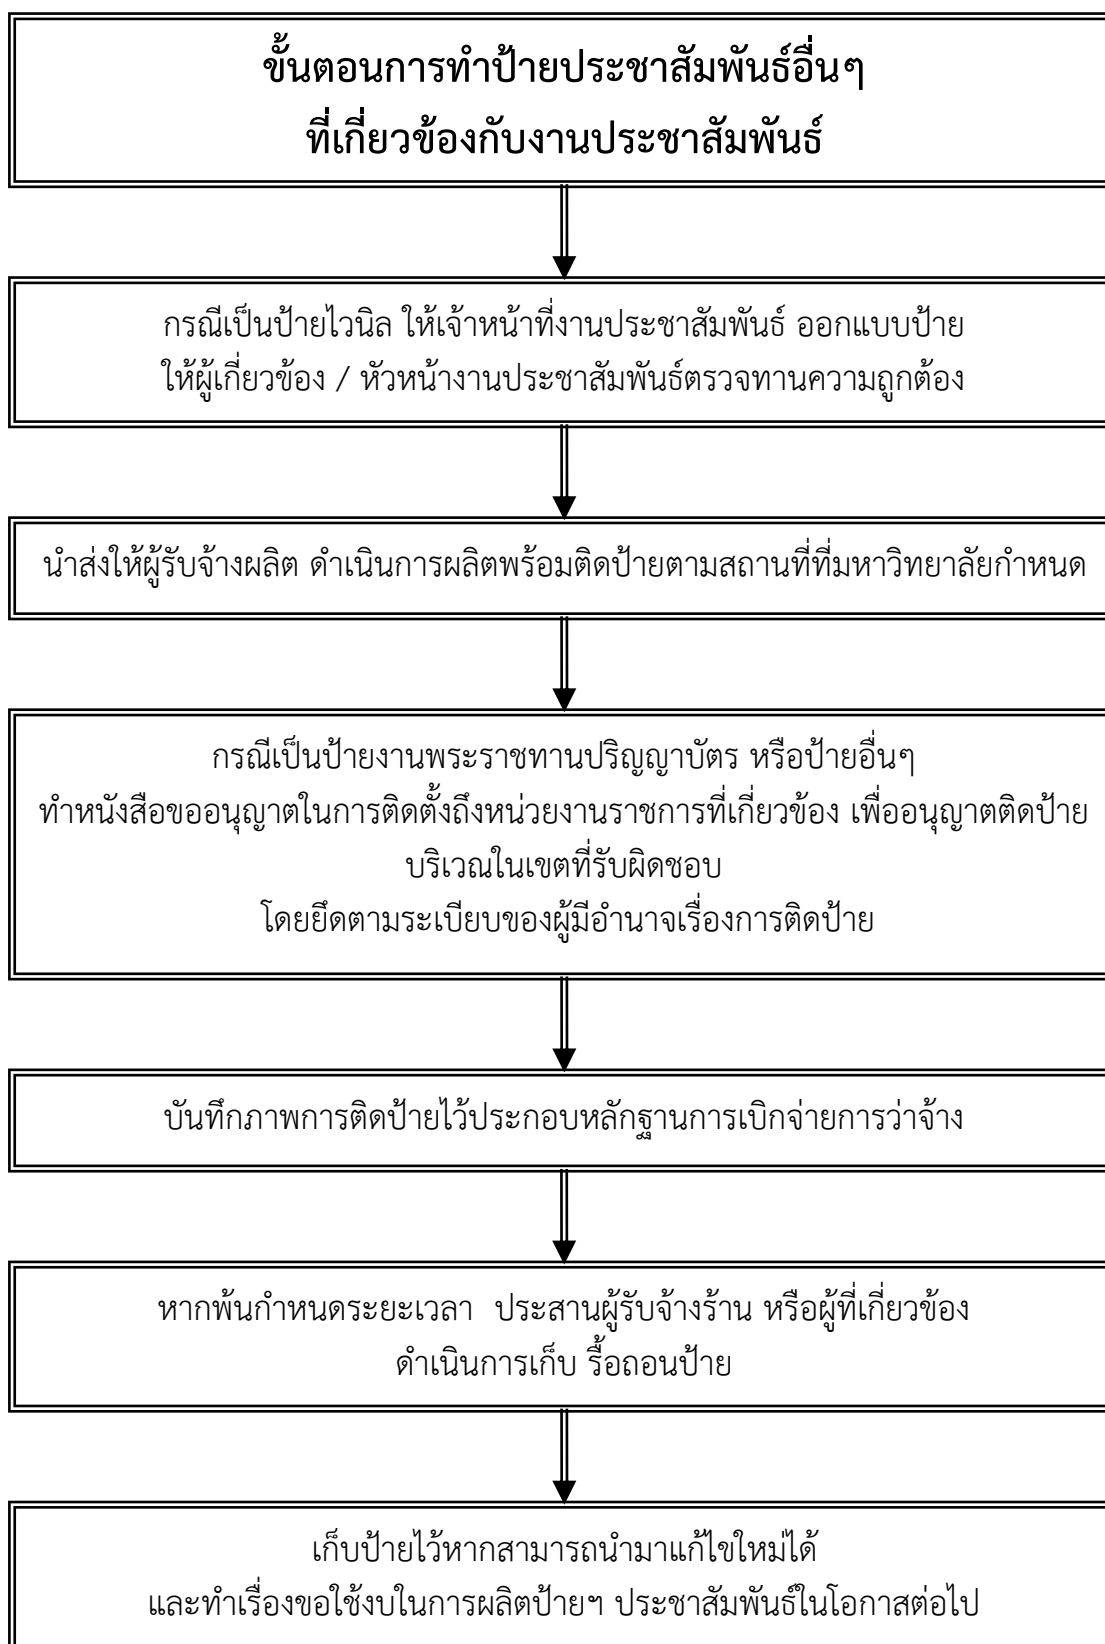 ขั้นตอนการทำป้ายประชาสัมพันธ์อื่นๆ
ที่เกี่ยวข้องกับงานประชาสัมพันธ์
กรณีเป็นป้ายไวนิล ให้เจ้าหน้าที่งานประชาสัมพันธ์ ออกแบบป้าย
ให้ผู้เกี่ยวข้อง / หัวหน้างานประชาสัมพันธ์ตรวจทานความถูกต้อง
นำส่งให้ผู้รับจ้างผลิต ดำเนินการผลิตพร้อมติดป้ายตามสถานที่ที่มหาวิทยาลัยกำหนด
กรณีเป็นป้ายงานพระราชทานปริญญาบัตร หรือป้ายอื่นๆ
ทำหนังสือขออนุญาตในการติดตั้งถึงหน่วยงานราชการที่เกี่ยวข้อง เพื่ออนุญาตติดป้าย
บริเวณในเขตที่รับผิดชอบ
โดยยึดตามระเบียบของผู้มีอำนาจเรื่องการติดป้าย
บันทึกภาพการติดป้ายไว้ประกอบหลักฐานการเบิกจ่ายการว่าจ้าง
หากพ้นกำหนดระยะเวลา ประสานผู้รับจ้างร้าน หรือผู้ที่เกี่ยวข้อง
ดำเนินการเก็บ รื้อถอนป้าย
เก็บป้ายไว้หากสามารถนำมาแก้ไขใหม่ได้
และทำเรื่องขอใช้งบในการผลิตป้ายฯ ประชาสัมพันธ์ในโอกาสต่อไป